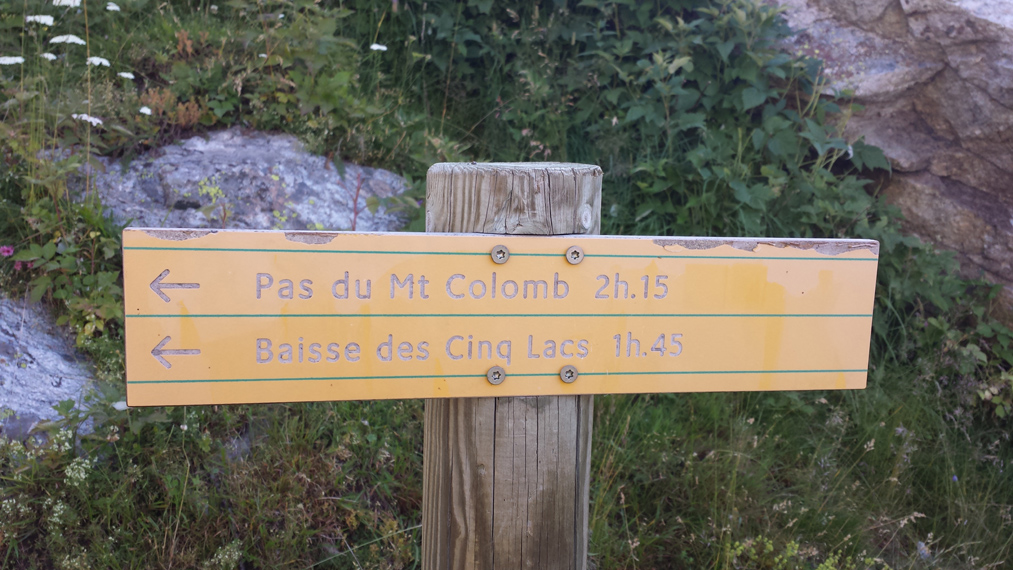 ← Pas du Mt Colomb 2h.15
← Baisse des Cinq Lacs 1h.45